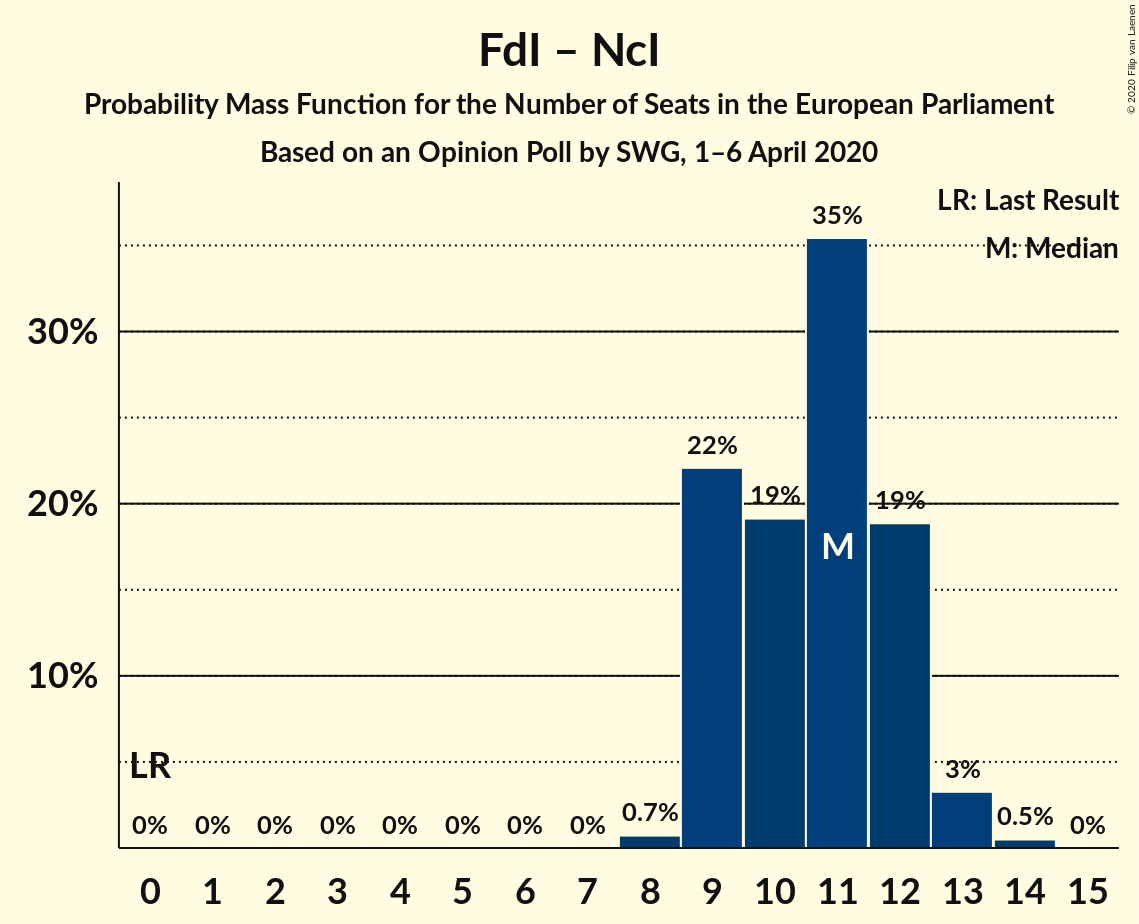 FdI – NcI
Probability Mass Function for the Number of Seats in the European Parliament
Based on an Opinion Poll by SWG, 1–6 April 2020
© 2020 Filip van Laenen
LR: Last Result
M: Median
35%
30%
22%
20%
19%
19%
M
10%
LR
3%
0%
0%
0%
0%
0%
0%
0%
0%
0.7%
0.5%
0%
0 1 2 3 4 5 6 7 8 9 10 11 12 13 14 15